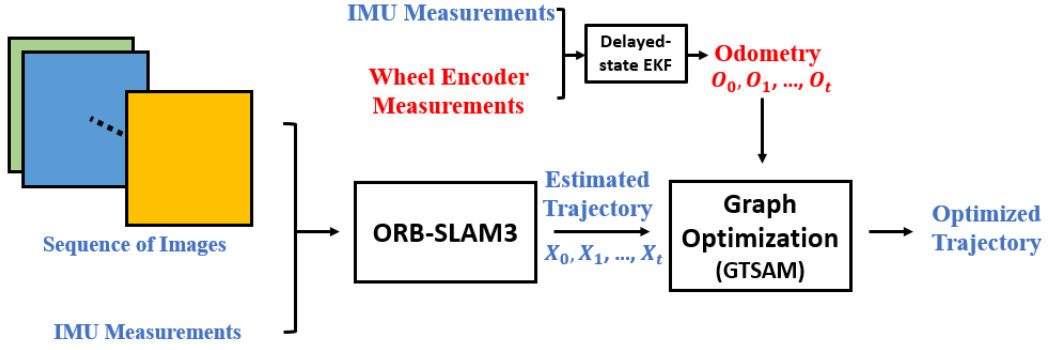 IMU Measurements
Wheel Encoder
Measurements
Delayed-
state EKF
Odometry
O₀, O₁, ..., Oₜ
Sequence of Images
IMU Measurements
ORB-SLAM3
Estimated
Trajectory
X₀, X₁, ..., Xₜ
Graph
Optimization
(GTSAM)
Optimized
Trajectory